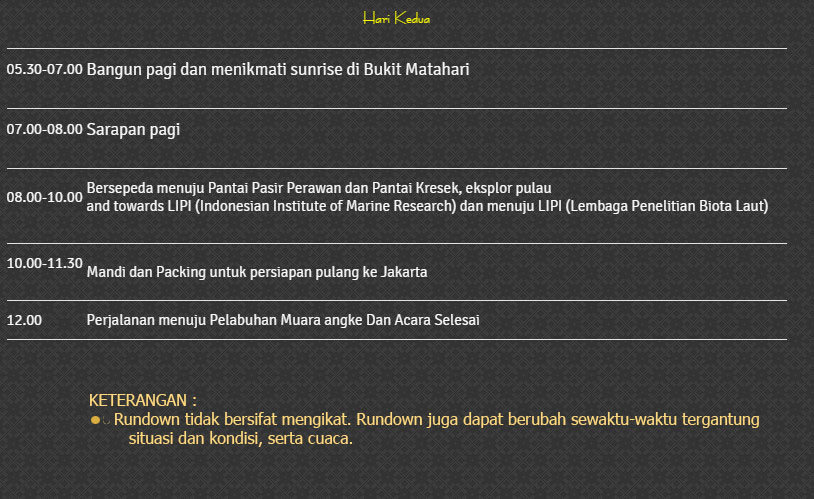 Hari Kedua
05.30-07.00 Bangun pagi dan menikmati sunrise di Bukit Matahari
07.00-08.00 Sarapan pagi
08.00-10.00 Bersepeda menuju Pantai Pasir Perawan dan Pantai Kresek, eksplor pulau
and towards LIPI (Indonesian Institute of Marine Research) dan menuju LIPI (Lembaga Penelitian Biota Laut)
10.00-11.30 Mandi dan Packing untuk persiapan pulang ke Jakarta
12.00 Perjalanan menuju Pelabuhan Muara angke Dan Acara Selesai
KETERANGAN :
Rundown tidak bersifat mengikat. Rundown juga dapat berubah sewaktu-waktu tergantung
situasi dan kondisi, serta cuaca.